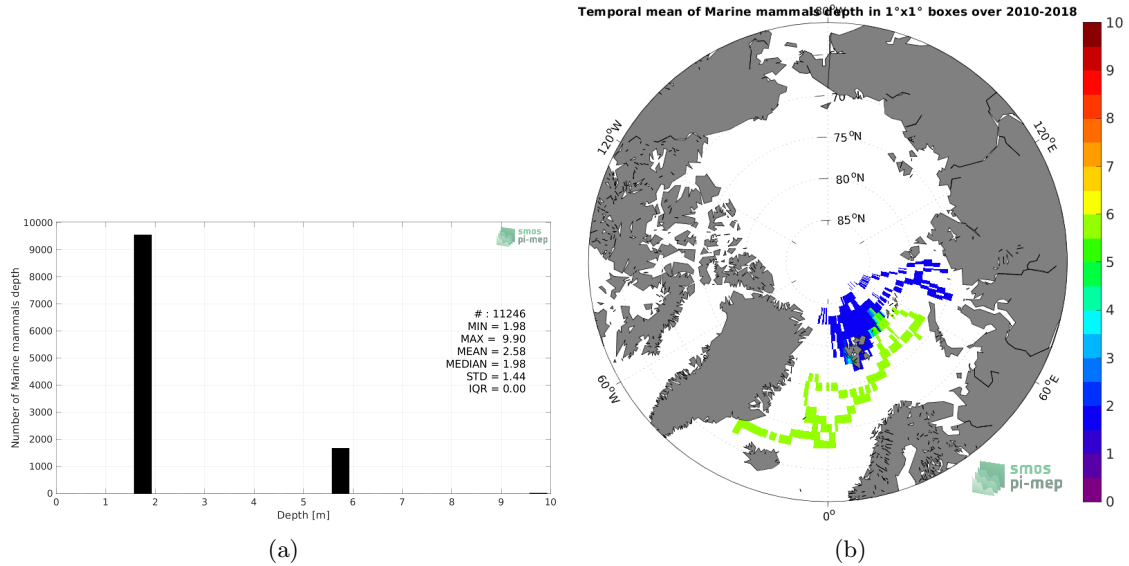 Temporal mean of Marine mammals depth in 1°x1° boxes over 2010-2018
10000
9000
8000
7000
6000
5000
4000
3000
2000
1000
0
Number of Marine mammals depth
smos
pi-mep
# : 11246
MIN = 1.98
MAX = 9.90
MEAN = 2.58
MEDIAN = 1.98
STD = 1.44
IQR = 0.00
0 1 2 3 4 5 6 7 8 9 10
Depth [m]
(a)
180°W
120°W
120°E
60°W
60°E
0°
70
75°N
80°N
85°N
10
9
8
7
6
5
4
3
2
1
0
smos
pi-mep
(b)